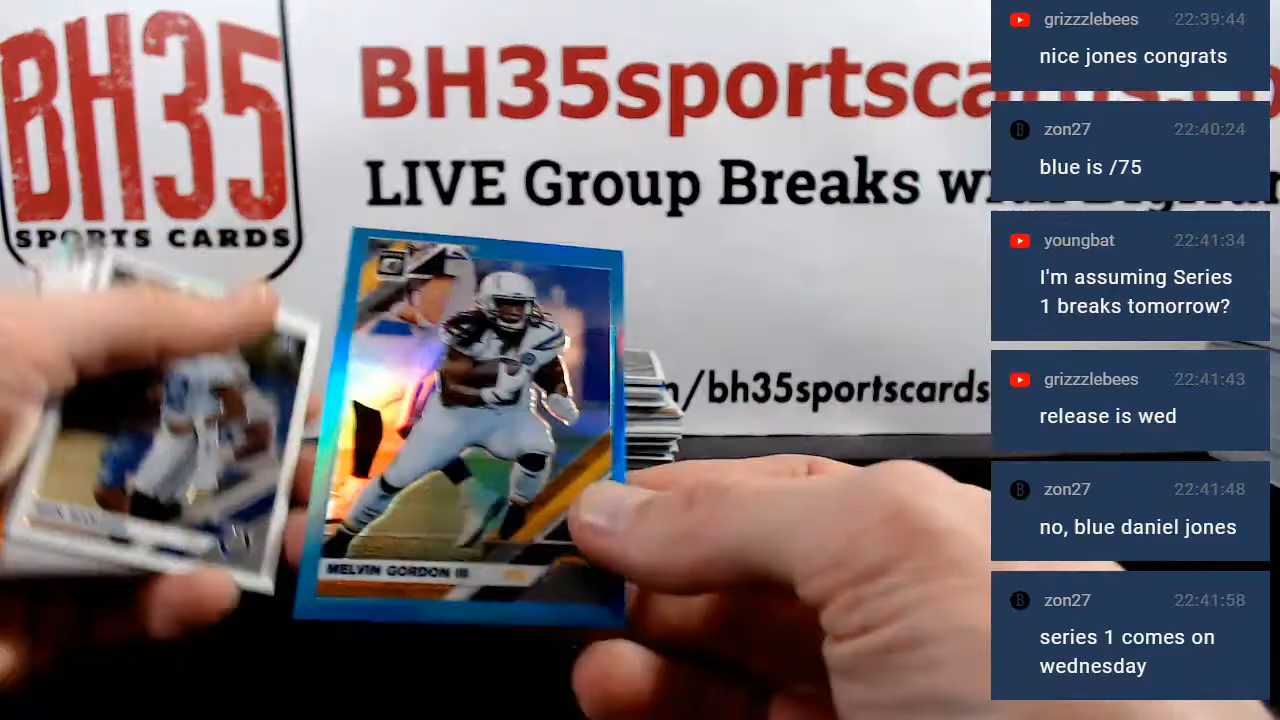 BH35
SPORTS CARDS
BH35sportsca
LIVE Group Breaks
/bh35sportscards
MELVIN GORDON III
grizzzlebees 22:39:44
nice jones congrats
zon27 22:40:24
blue is /75
youngbat 22:41:34
I'm assuming Series
1 breaks tomorrow?
grizzzlebees 22:41:43
release is wed
zon27 22:41:48
no, blue daniel jones
zon27 22:41:58
series 1 comes on
wednesday